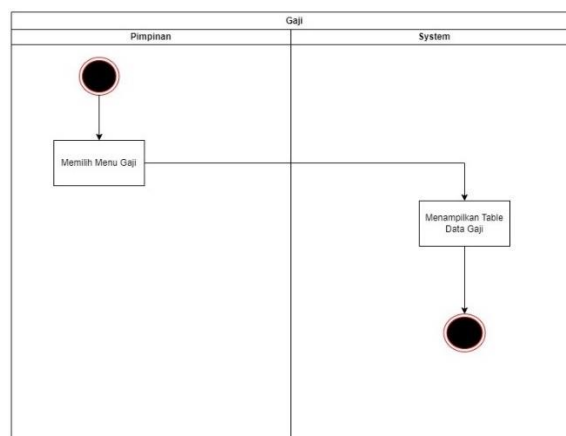 Gaji
Pimpinan
System
Memilih Menu Gaji
Menampilkan Table
Data Gaji